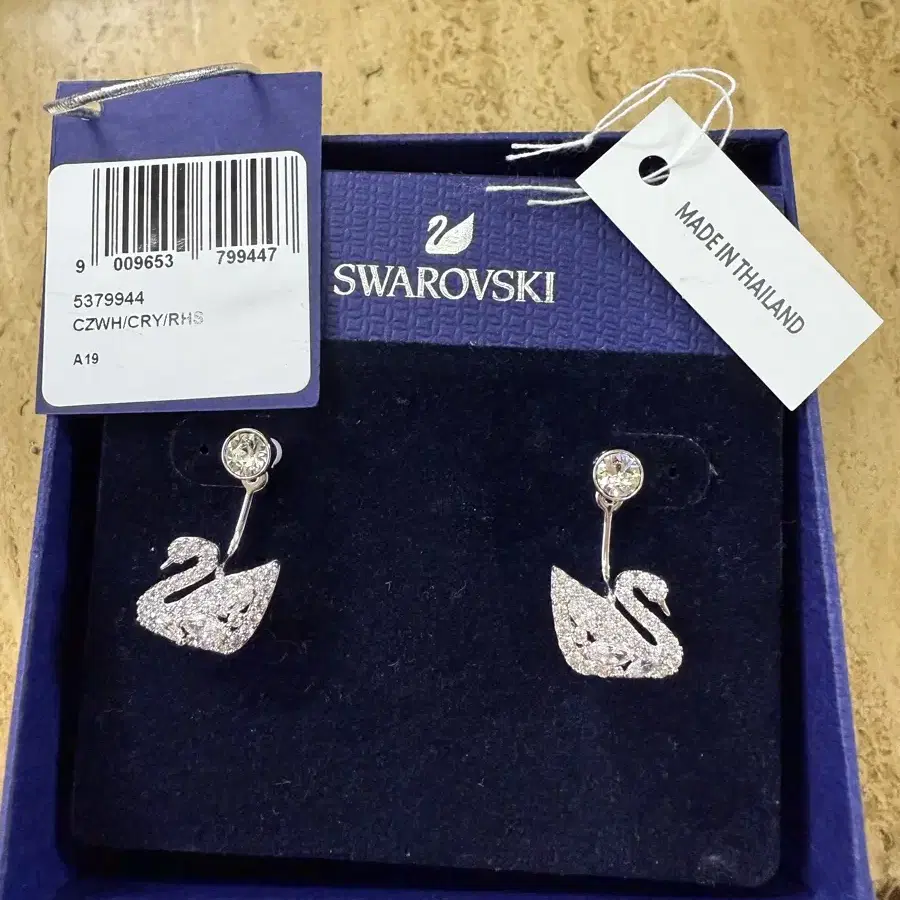 9 009653 799447
5379944
CZWH/CRY/RHS
A19
SWAROVSKI
MADE IN THAILAND